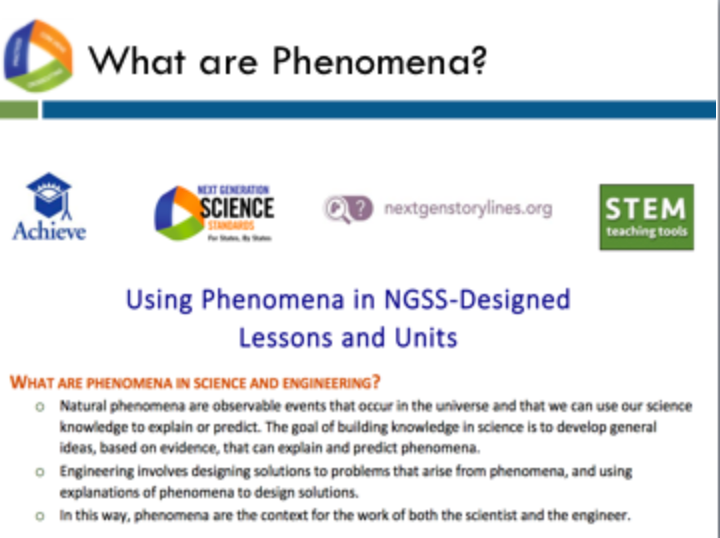 What are Phenomena?
Achieve
NEXT GENERATION
SCIENCE
STANDARDS
For States, By States
?
nextgenstorylines.org
STEM
teaching tools
Using Phenomena in NGSS-Designed
Lessons and Units
WHAT ARE PHENOMENA IN SCIENCE AND ENGINEERING?
o Natural phenomena are observable events that occur in the universe and that we can use our science
knowledge to explain or predict. The goal of building knowledge in science is to develop general
ideas, based on evidence, that can explain and predict phenomena.
o Engineering involves designing solutions to problems that arise from phenomena, and using
explanations of phenomena to design solutions.
o In this way, phenomena are the context for the work of both the scientist and the engineer.